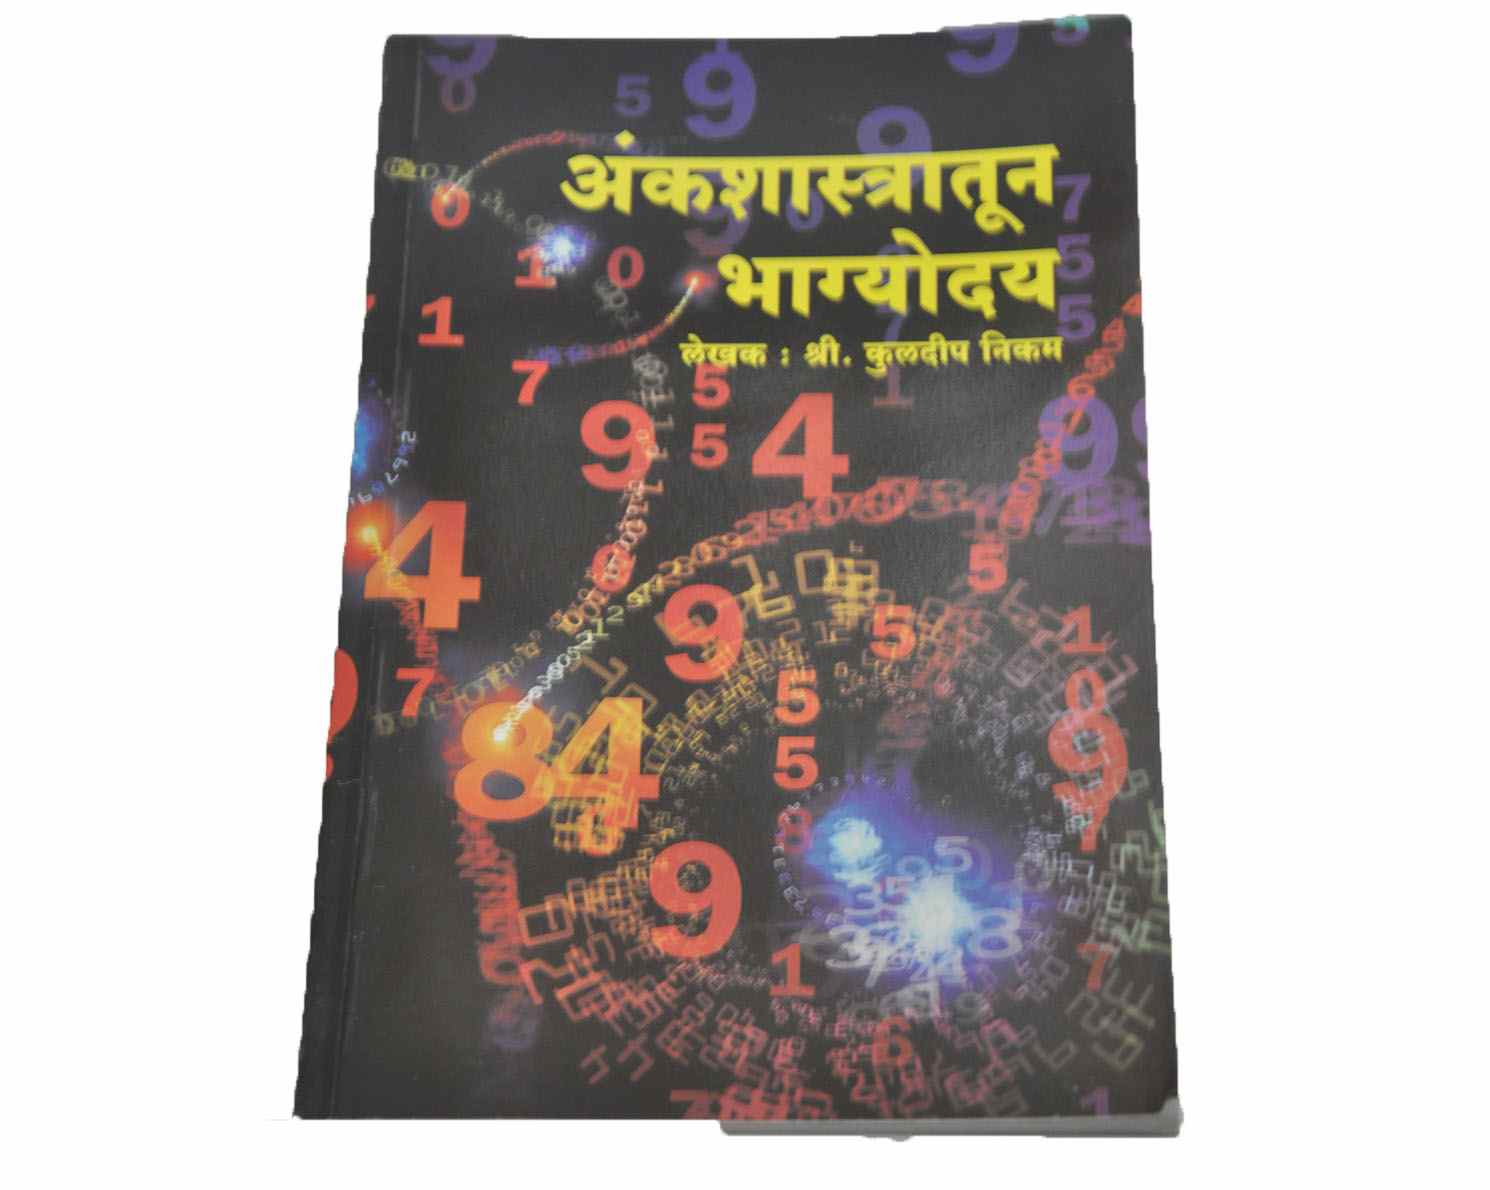 अंकशास्त्रातून
भाग्योदय
लेखक : श्री. कुलदीप निकम